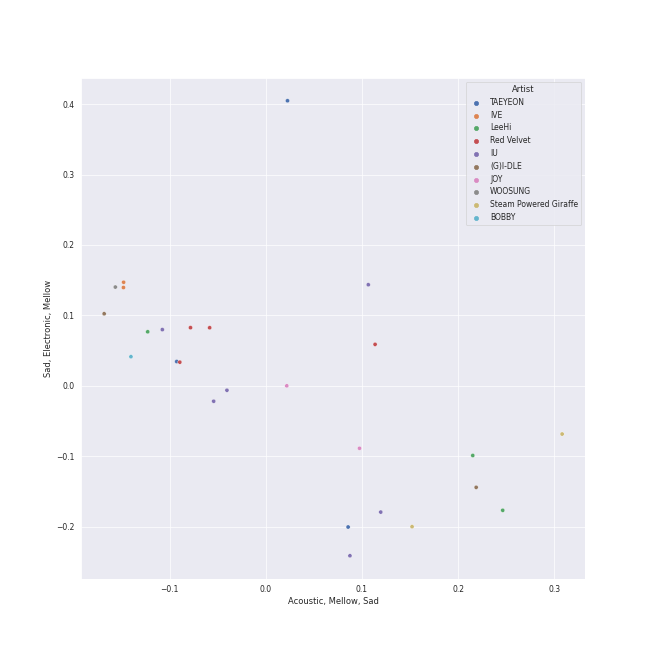 Artist
TAEYEON
IVE
LeeHi
Red Velvet
IU
(G)I-DLE
JOY
WOOSUNG
Steam Powered Giraffe
BOBBY
0.4
0.3
0.2
0.1
0.0
−0.1
−0.2
Sad, Electronic, Mellow
−0.1 0.0 0.1 0.2 0.3
Acoustic, Mellow, Sad